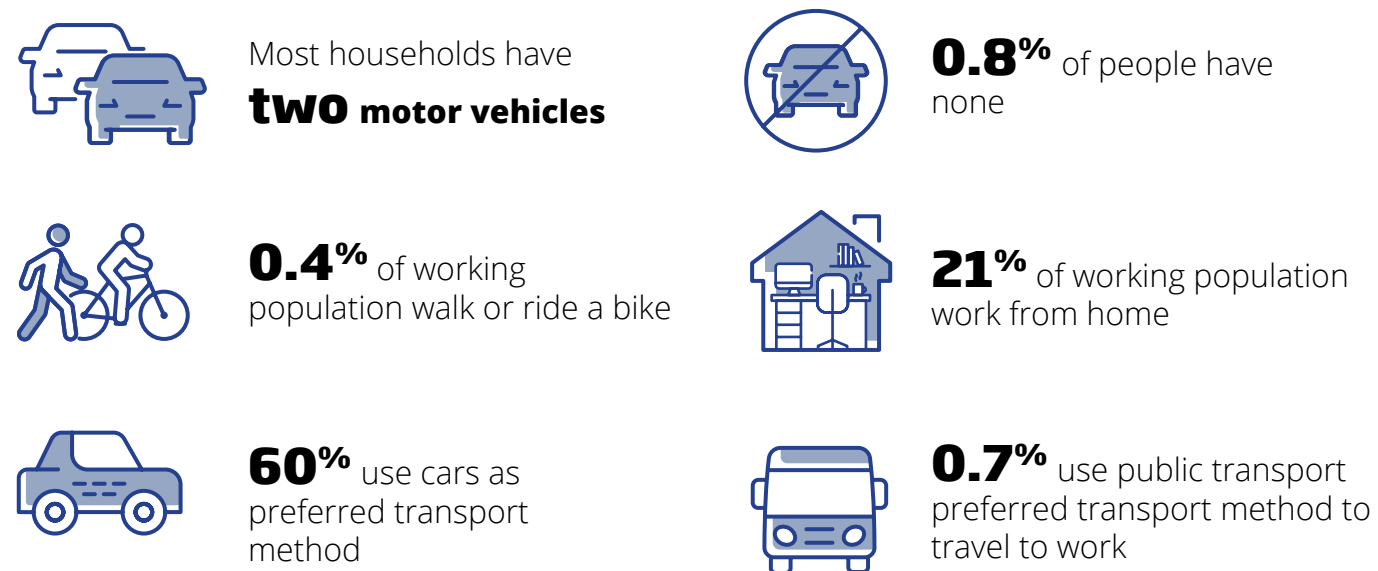 Most households have
two motor vehicles
0.8% of people have
none
0.4% of working
population walk or ride a bike
21% of working population
work from home
60% use cars as
preferred transport
method
0.7% use public transport
preferred transport method to
travel to work